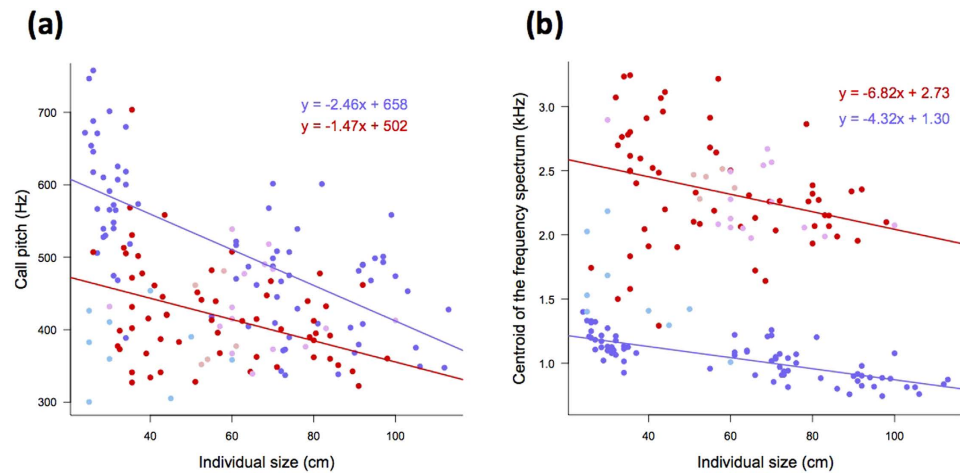 (a)
(b)
y = -2.46x + 658
y = -1.47x + 502
Call pitch (Hz)
700
600
500
400
300
40
60
80
100
Individual size (cm)
y = -6.82x + 2.73
y = -4.32x + 1.30
Centroid of the frequency spectrum (kHz)
3.0
2.5
2.0
1.5
1.0
40
60
80
100
Individual size (cm)